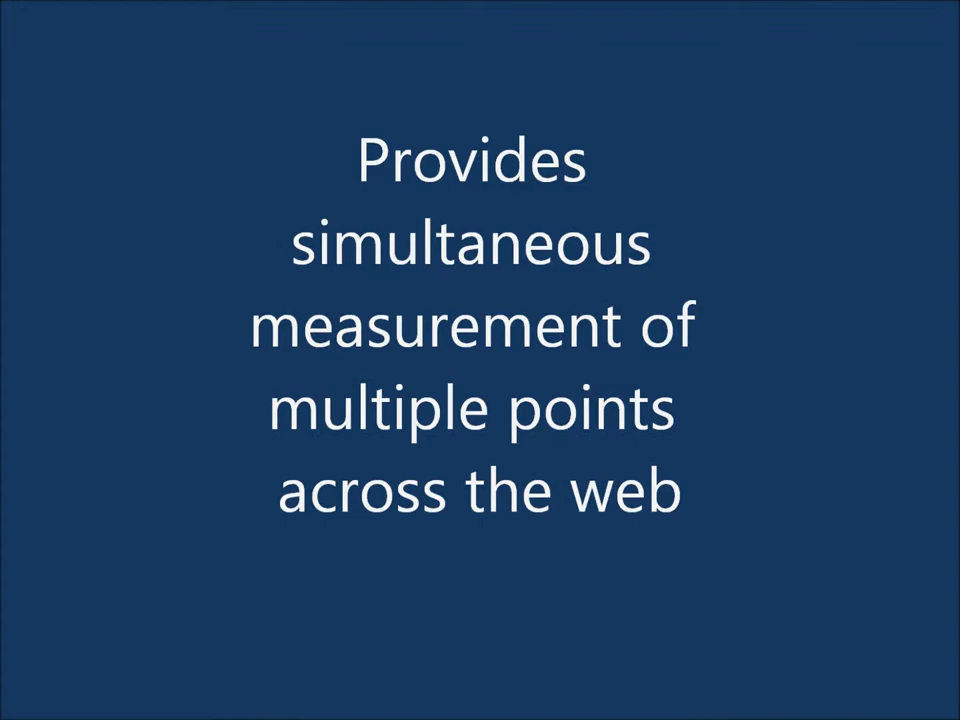 Provides
simultaneous
measurement of
multiple points
across the web